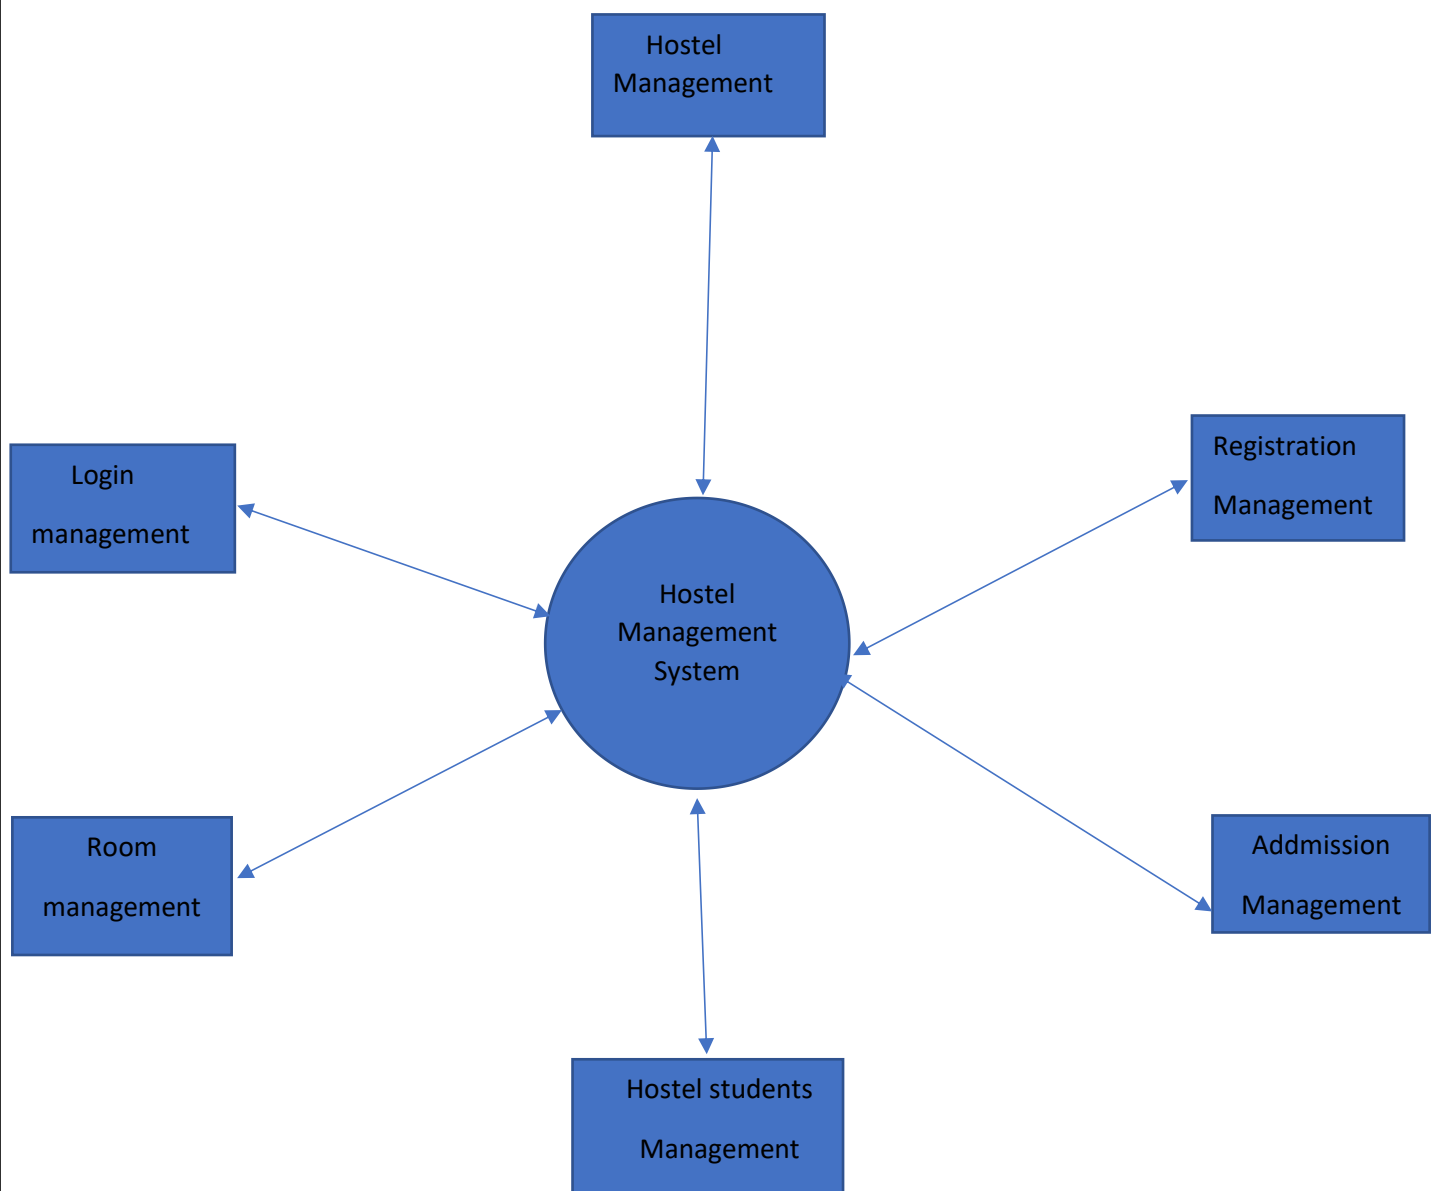 Hostel
Management
Login
management
Registration
Management
Hostel
Management
System
Room
management
Addmission
Management
Hostel students
Management